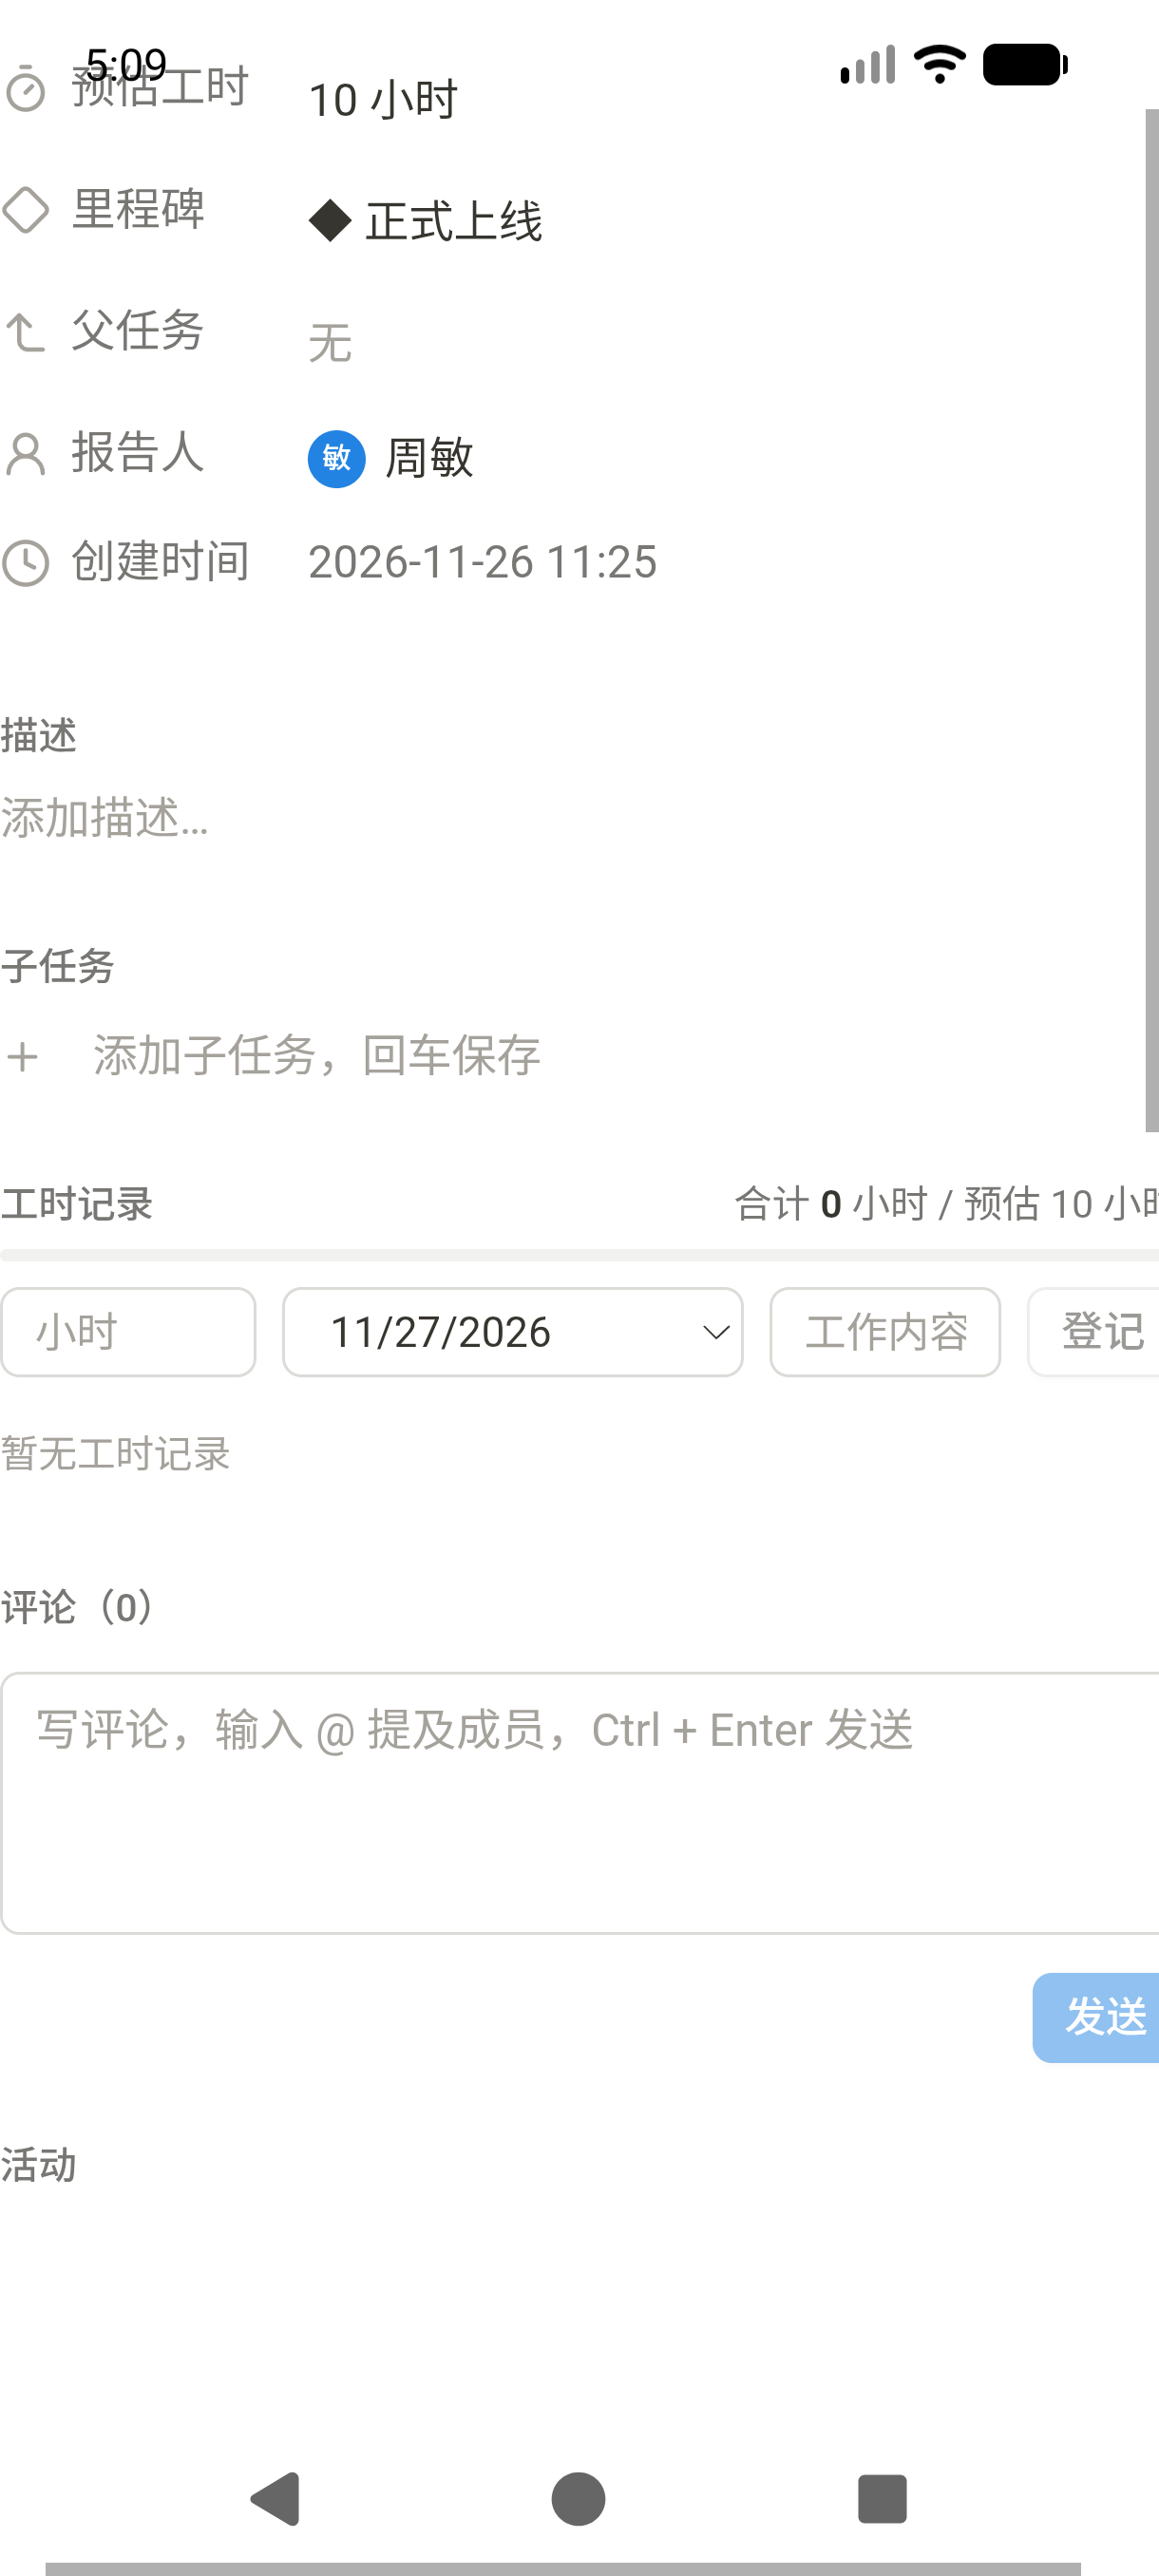 5:09
预估工时 10 小时
里程碑 正式上线
父任务 无
报告人 敏 周敏
创建时间 2026-11-26 11:25
描述
添加描述...
子任务
添加子任务，回车保存
工时记录 合计 0 小时 / 预估 10 小时
小时 11/27/2026 工作内容 登记
暂无工时记录
评论（0）
写评论，输入 @ 提及成员，Ctrl + Enter 发送
发送
活动